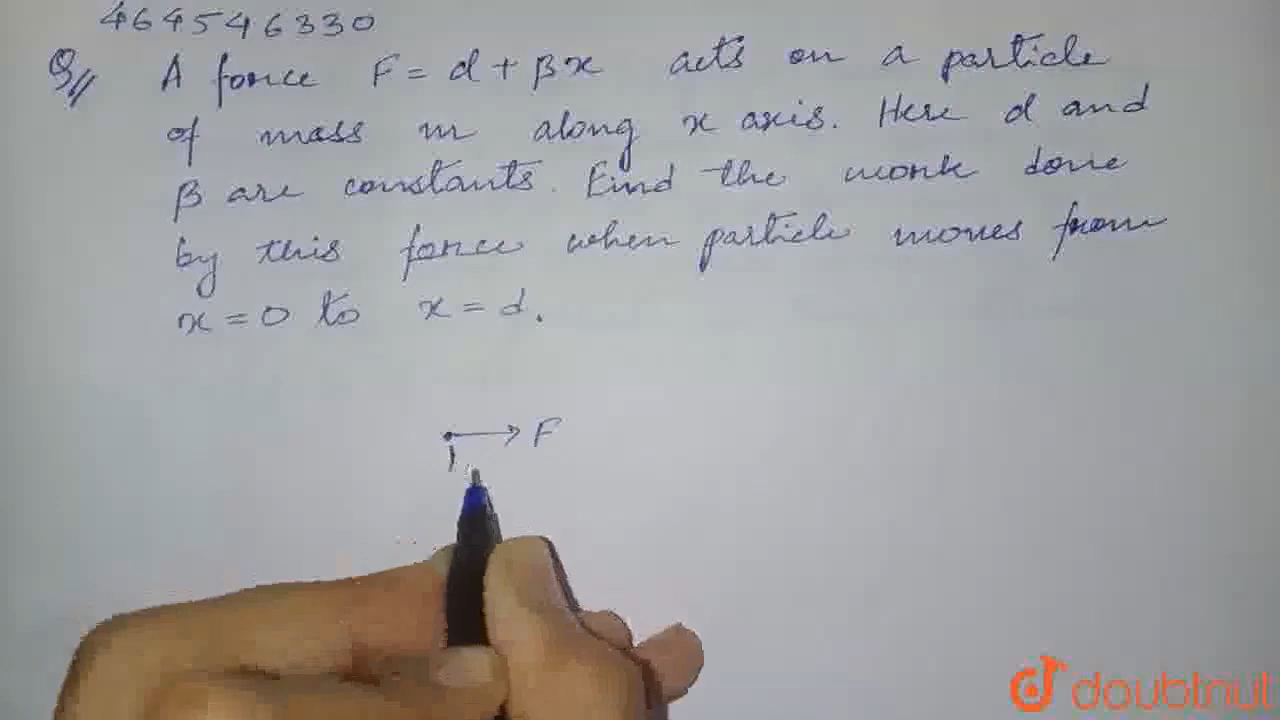 464546330
Q// A force F = α + βx acts on a particle
of mass m along x axis. Here α and
β are constants. Find the work done
by this force when particle moves from
x = 0 to x = d.
F
doubtnut